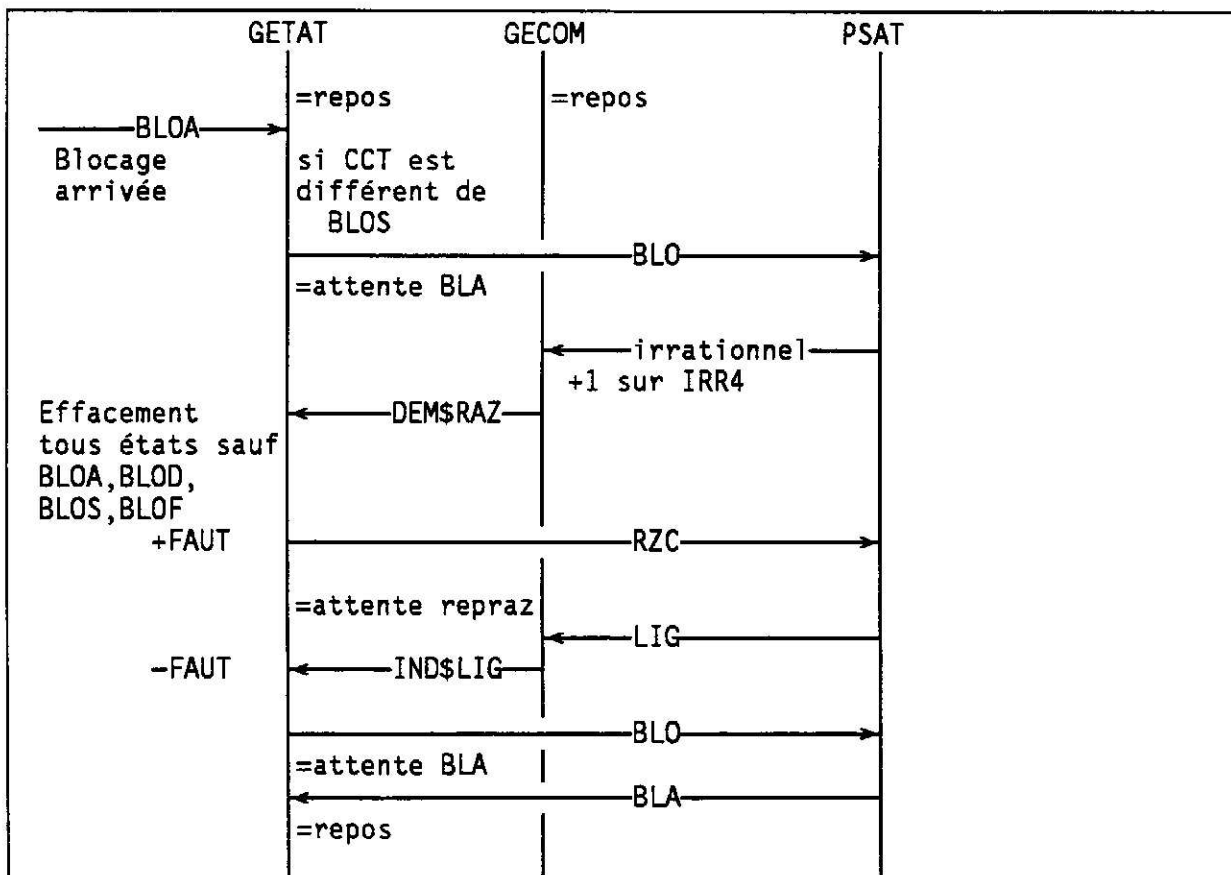 GETAT GECOM PSAT
=repos =repos
BLOA
Blocage si CCT est
arrivée différent de
BLOS
BLO
=attente BLA
irrationnel
+1 sur IRR4
Effacement DEM$RAZ
tous états sauf
BLOA,BLOD,
BLOS,BLOF
+FAUT RZC
=attente repraz
LIG
-FAUT IND$LIG
BLO
=attente BLA
BLA
=repos